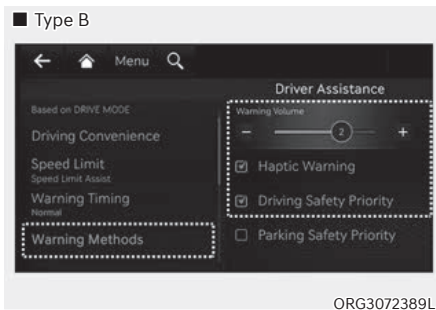 ■ Type B
Menu
Driver Assistance
Based on DRIVE MODE
Driving Convenience
Speed Limit
Speed Limit Assist
Warning Timing
Normal
Warning Methods
Warning Volume
- 2 +
Haptic Warning
Driving Safety Priority
Parking Safety Priority
ORG3072389L